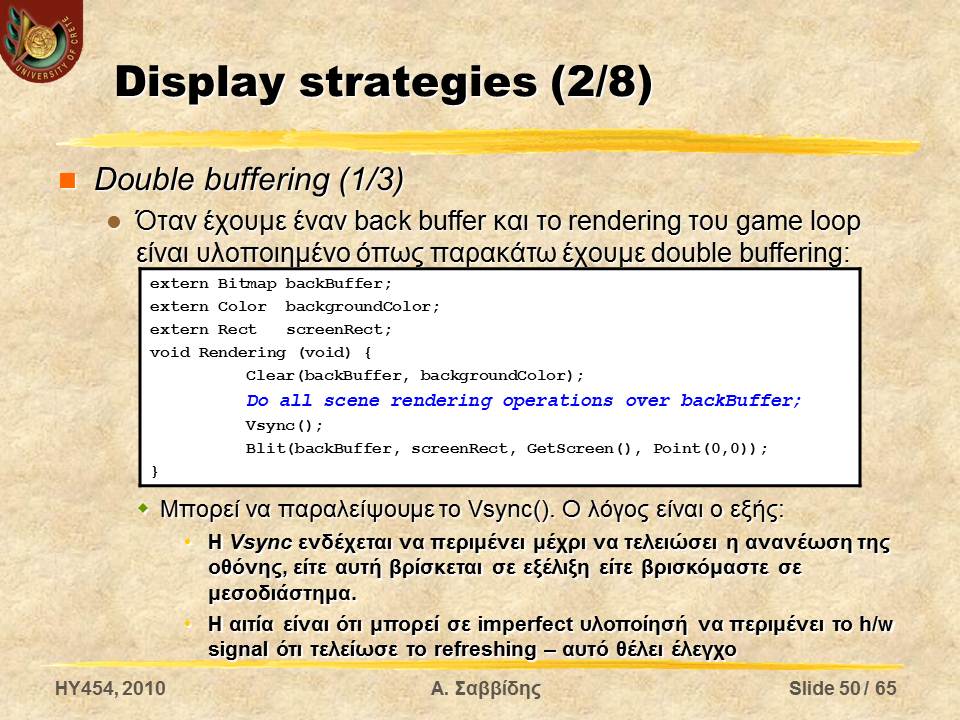 UNIVERSITY OF CRETE
Display strategies (2/8)
Double buffering (1/3)
Όταν έχουμε έναν back buffer και το rendering του game loop
είναι υλοποιημένο όπως παρακάτω έχουμε double buffering:
extern Bitmap backBuffer;
extern Color  backgroundColor;
extern Rect   screenRect;
void Rendering (void) {
Clear(backBuffer, backgroundColor);
Do all scene rendering operations over backBuffer;
Vsync();
Blit(backBuffer, screenRect, GetScreen(), Point(0,0));
}
Μπορεί να παραλείψουμε το Vsync(). Ο λόγος είναι ο εξής:
Η Vsync ενδέχεται να περιμένει μέχρι να τελειώσει η ανανέωση της
οθόνης, είτε αυτή βρίσκεται σε εξέλιξη είτε βρισκόμαστε σε
μεσοδιάστημα.
Η αιτία είναι ότι μπορεί σε imperfect υλοποίησή να περιμένει το h/w
signal ότι τελείωσε το refreshing – αυτό θέλει έλεγχο
HY454, 2010
Α. Σαββίδης
Slide 50 / 65